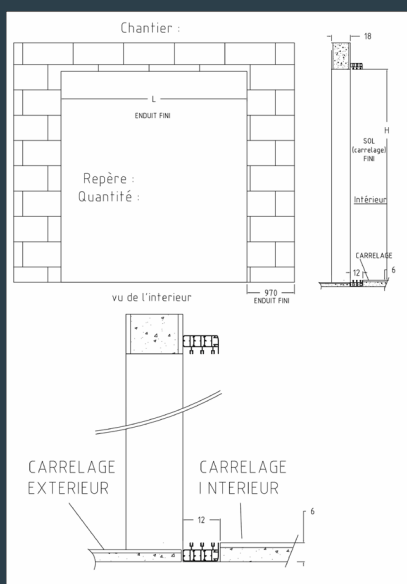 Chantier :
18
L
ENDUIT FINI
H
SOL
(carrelage)
FINI
Repère :
Quantité :
Intérieur
CARRELAGE
12
6
970
ENDUIT FINI
vu de l'interieur
CARRELAGE
EXTERIEUR
CARRELAGE
INTERIEUR
12
6